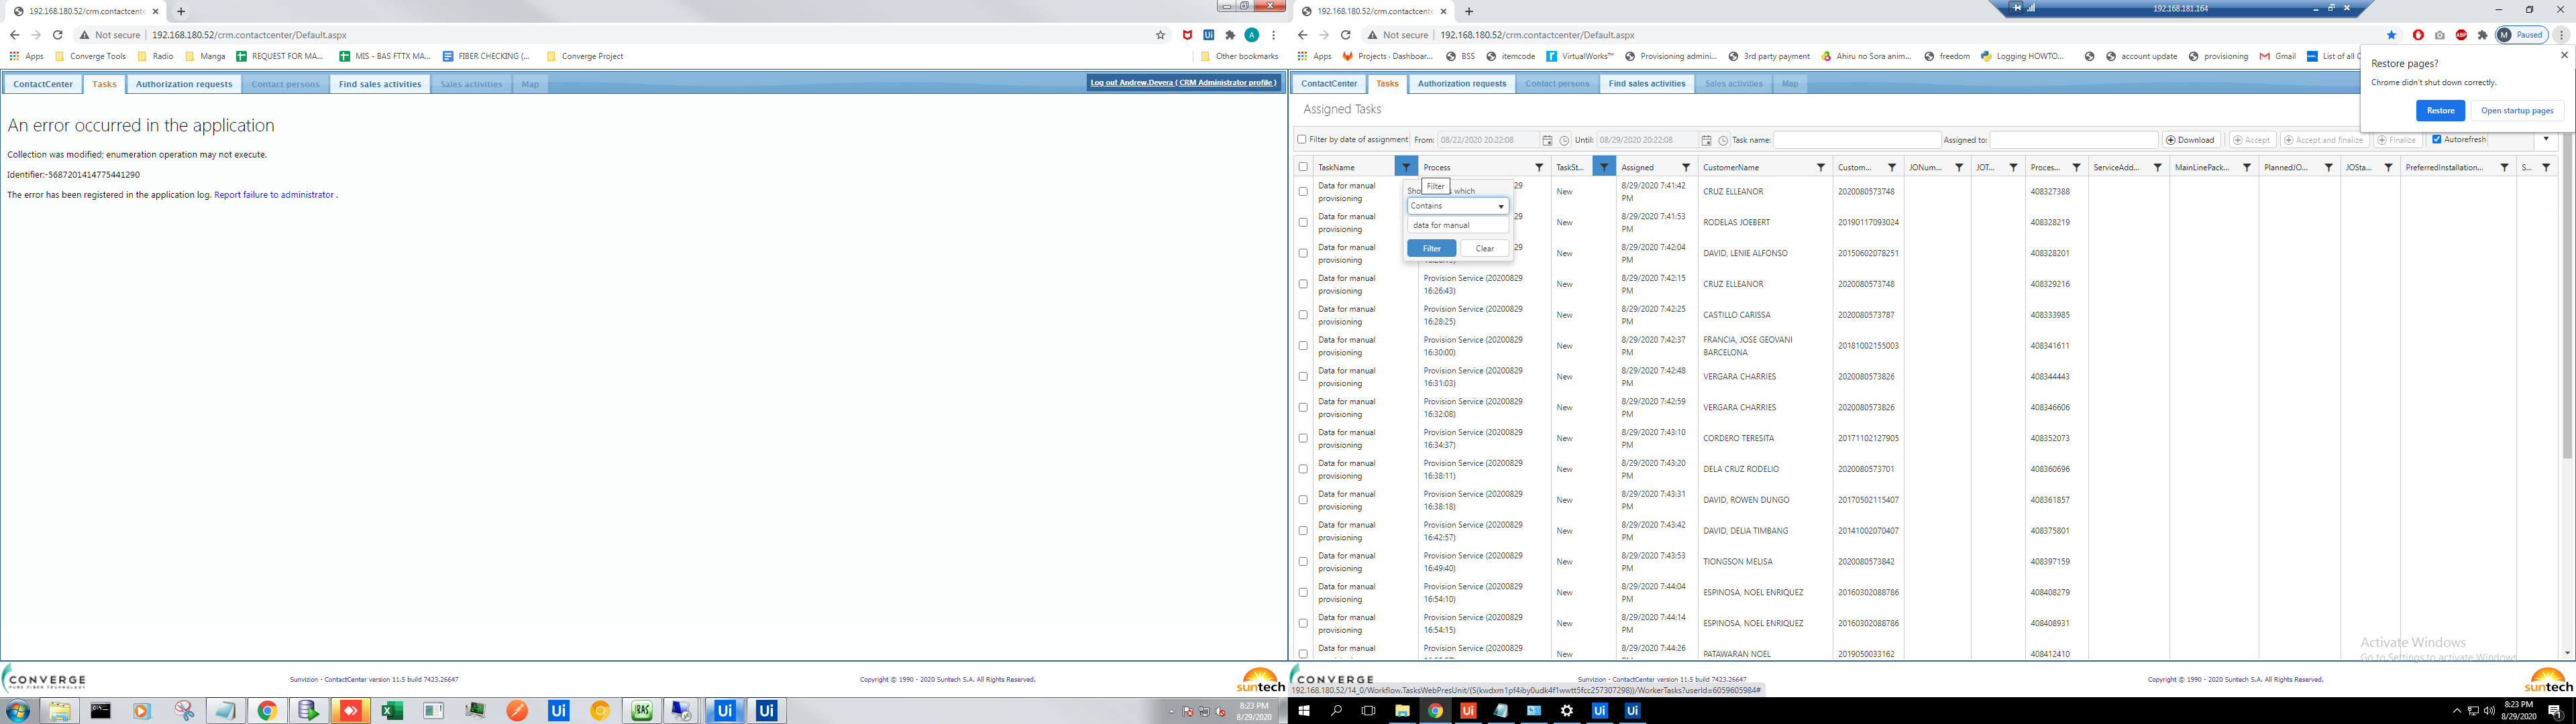 192.168.180.52/crm.contactcente
Not secure | 192.168.180.52/crm.contactcenter/Default.aspx
Apps Converge Tools Radio Manga REQUEST FOR MA... MIS - BAS FTTX MA... FIBER CHECKING (... Converge Project Other bookmarks
ContactCenter Tasks Authorization requests Contact persons Find sales activities Sales activities Map Log out Andrew.Devera ( CRM Administrator profile )
An error occurred in the application
Collection was modified; enumeration operation may not execute.
Identifier:-5687201414775441290
The error has been registered in the application log. Report failure to administrator .
CONVERGE
PURE FIBER TECHNOLOGY
Sunvizion - ContactCenter version 11.5 build 7423.26647
Copyright © 1990 - 2020 Suntech S.A. All Rights Reserved.
suntech
8:23 PM
8/29/2020
192.168.180.52/crm.contactcente
192.168.181.164
Not secure | 192.168.180.52/crm.contactcenter/Default.aspx
M Paused
Apps Projects · Dashboar... BSS itemcode VirtualWorks™ Provisioning admini... 3rd party payment Ahiru no Sora anim... freedom Logging HOWTO... account update provisioning Gmail List of all C
Restore pages?
Chrome didn't shut down correctly.
Restore Open startup pages
ContactCenter Tasks Authorization requests Contact persons Find sales activities Sales activities Map
Assigned Tasks
Filter by date of assignment From: 08/22/2020 20:22:08 Until: 08/29/2020 20:22:08 Task name: Assigned to: Download Accept Accept and finalize Finalize Autorefresh
TaskName Process TaskSt... Assigned CustomerName Custom... JONum... JOT... Proces... ServiceAdd... MainLinePack... PlannedJO... JOSta... PreferredInstallation... S...
Filter
which
Contains
data for manual
Filter Clear
Data for manual provisioning New 8/29/2020 7:41:42 PM CRUZ ELLEANOR 2020080573748 408327388
Data for manual provisioning New 8/29/2020 7:41:53 PM RODELAS JOEBERT 20190117093024 408328219
Data for manual provisioning New 8/29/2020 7:42:04 PM DAVID, LENIE ALFONSO 20150602078251 408328201
Data for manual provisioning Provision Service (20200829 16:26:43) New 8/29/2020 7:42:15 PM CRUZ ELLEANOR 2020080573748 408329216
Data for manual provisioning Provision Service (20200829 16:28:25) New 8/29/2020 7:42:25 PM CASTILLO CARISSA 2020080573787 408333985
Data for manual provisioning Provision Service (20200829 16:30:00) New 8/29/2020 7:42:37 PM FRANCIA, JOSE GEOVANI BARCELONA 20181002155003 408341611
Data for manual provisioning Provision Service (20200829 16:31:03) New 8/29/2020 7:42:48 PM VERGARA CHARRIES 2020080573826 408344443
Data for manual provisioning Provision Service (20200829 16:32:08) New 8/29/2020 7:42:59 PM VERGARA CHARRIES 2020080573826 408346606
Data for manual provisioning Provision Service (20200829 16:34:37) New 8/29/2020 7:43:10 PM CORDERO TERESITA 20171102127905 408352073
Data for manual provisioning Provision Service (20200829 16:38:11) New 8/29/2020 7:43:20 PM DELA CRUZ RODELIO 2020080573701 408360696
Data for manual provisioning Provision Service (20200829 16:38:18) New 8/29/2020 7:43:31 PM DAVID, ROWEN DUNGO 20170502115407 408361857
Data for manual provisioning Provision Service (20200829 16:42:57) New 8/29/2020 7:43:42 PM DAVID, DELIA TIMBANG 20141002070407 408375801
Data for manual provisioning Provision Service (20200829 16:49:40) New 8/29/2020 7:43:53 PM TIONGSON MELISA 2020080573842 408397159
Data for manual provisioning Provision Service (20200829 16:54:10) New 8/29/2020 7:44:04 PM ESPINOSA, NOEL ENRIQUEZ 20160302088786 408408279
Data for manual provisioning Provision Service (20200829 16:54:15) New 8/29/2020 7:44:14 PM ESPINOSA, NOEL ENRIQUEZ 20160302088786 408408931
Data for manual provisioning Provision Service (20200829 New 8/29/2020 7:44:26 PM PATAWARAN NOEL 2019050033162 408412410
Activate Windows
Go to Settings to activate Windows.
CONVERGE
Sunvizion - ContactCenter version 11.5 build 7423.26647
Copyright © 1990 - 2020 Suntech S.A. All Rights Reserved.
suntech
192.168.180.52/14_0/Workflow.TasksWebPresUnit/(S(kwdxm1pf4iby0udk4f1wwtt5fcc257307298))/WorkerTasks?userId=6059605984#
8:23 PM
8/29/2020